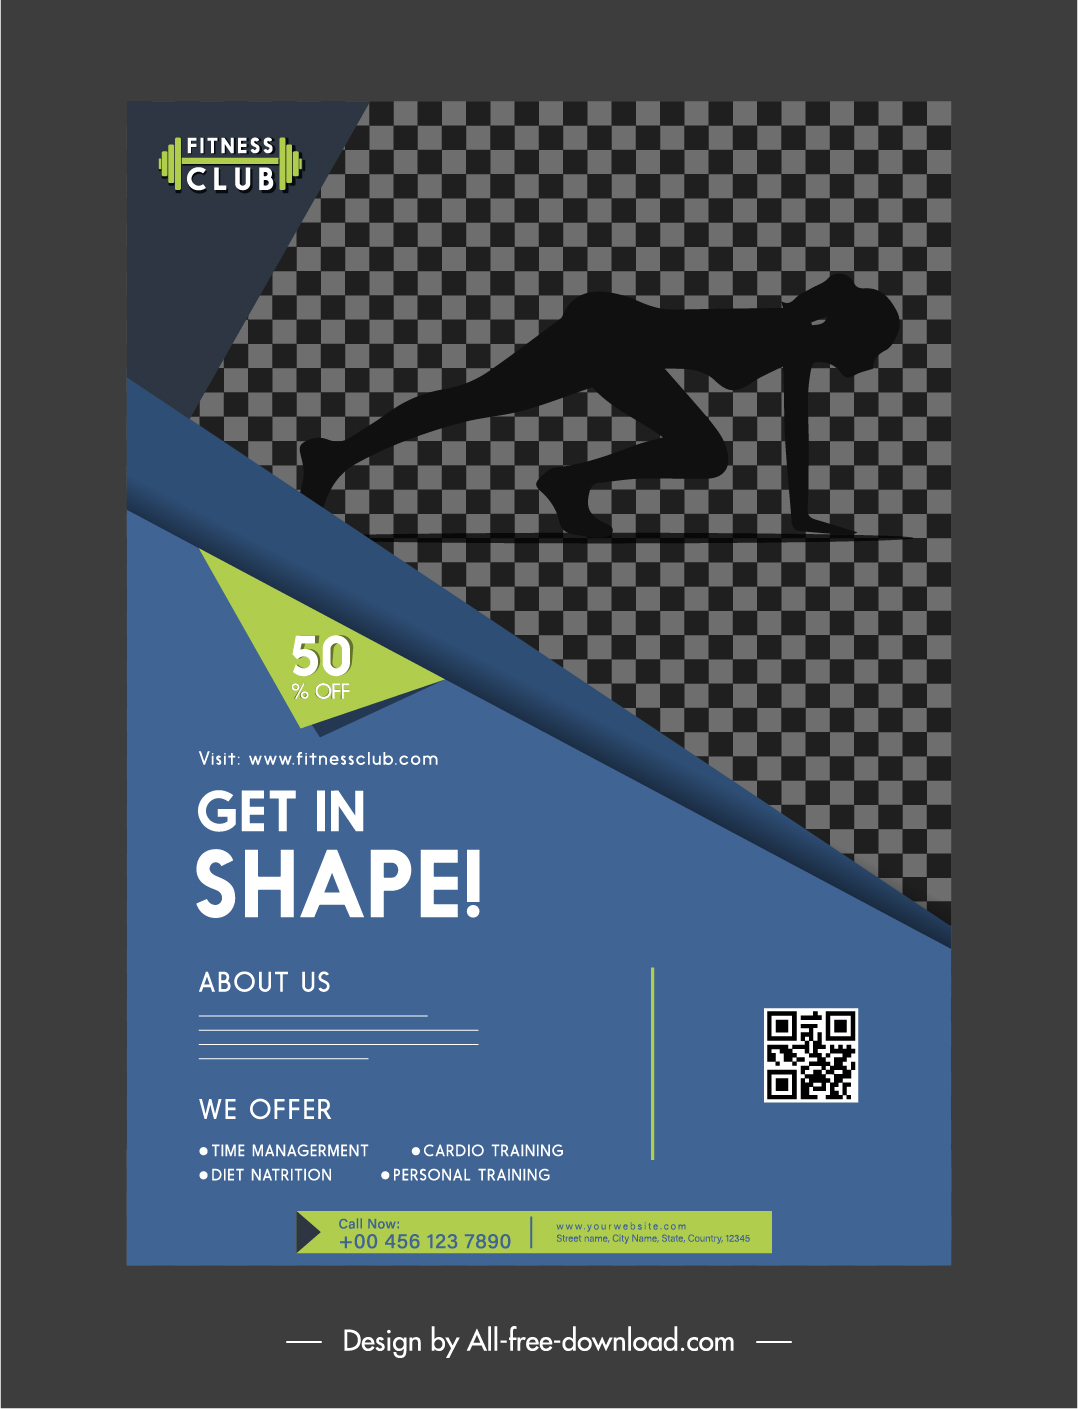 FITNESS
CLUB
50
% OFF
Visit: www.fitnessclub.com
GET IN
SHAPE!
ABOUT US
WE OFFER
●TIME MANAGERMENT ●CARDIO TRAINING
●DIET NATRITION ●PERSONAL TRAINING
Call Now:
+00 456 123 7890
www.yourwebsite.com
Street name, City Name, State, Country, 12345
Design by All-free-download.com